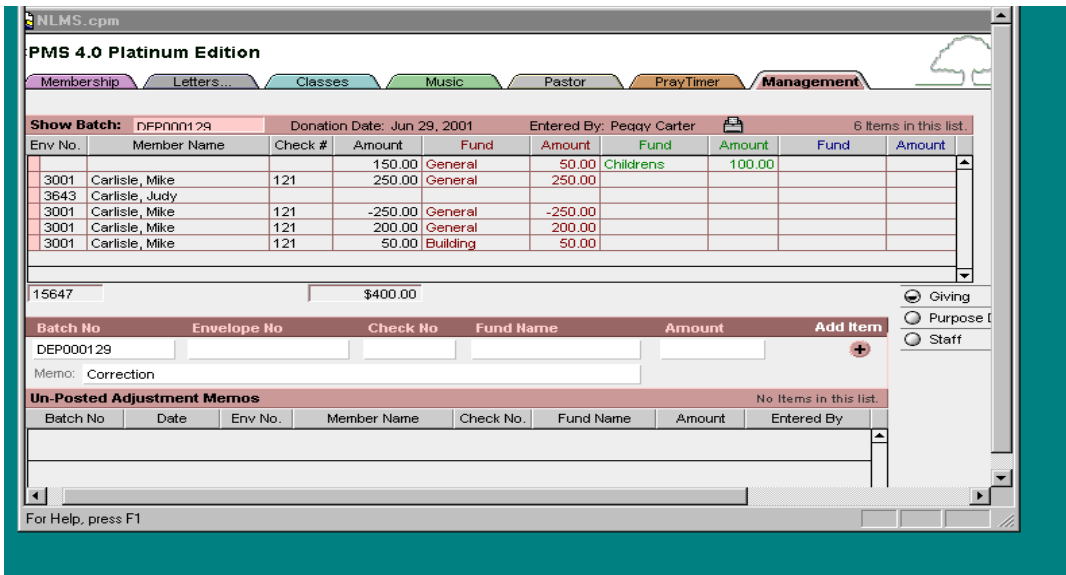 NLMS.cpm
PMS 4.0 Platinum Edition
Membership Letters... Classes Music Pastor PrayTimer Management
Show Batch: DEP000129 Donation Date: Jun 29, 2001 Entered By: Peggy Carter 6 Items in this list.
Env No. Member Name Check # Amount Fund Amount Fund Amount Fund Amount
150.00 General 50.00 Childrens 100.00
3001 Carlisle, Mike 121 250.00 General 250.00
3643 Carlisle, Judy
3001 Carlisle, Mike 121 -250.00 General -250.00
3001 Carlisle, Mike 121 200.00 General 200.00
3001 Carlisle, Mike 121 50.00 Building 50.00
15647 $400.00
Giving
Purpose
Staff
Batch No Envelope No Check No Fund Name Amount Add Item
DEP000129
Memo: Correction
Un-Posted Adjustment Memos No Items in this list.
Batch No Date Env No. Member Name Check No. Fund Name Amount Entered By
For Help, press F1